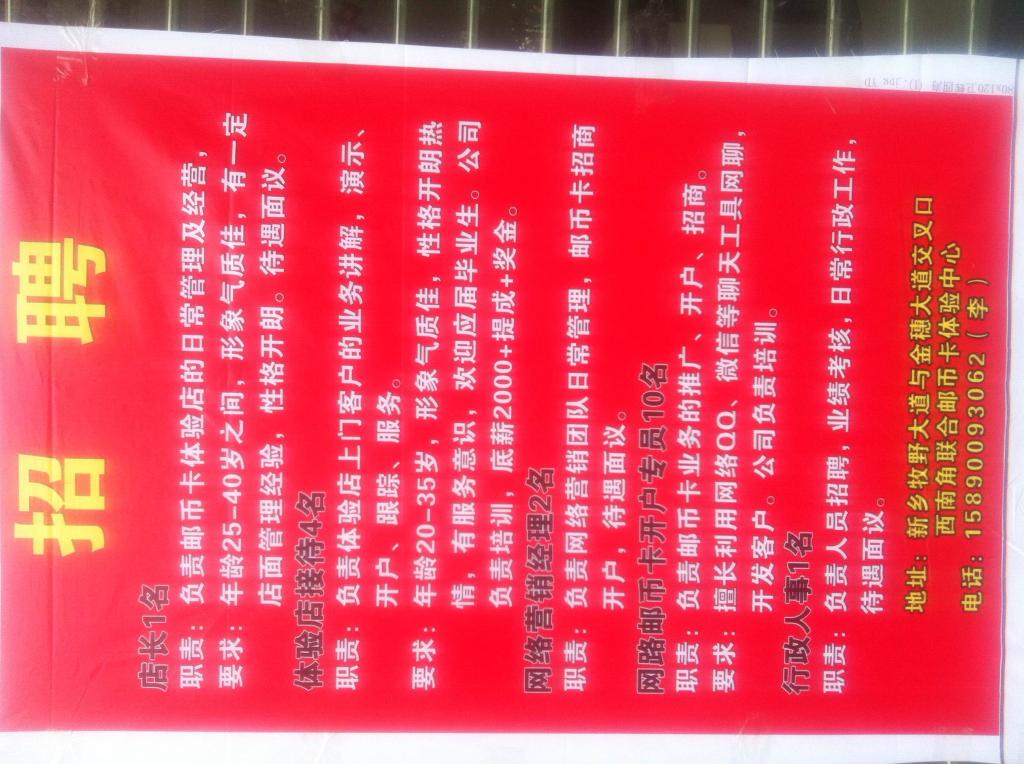 招聘
店长1名
职责：负责邮币卡体验店的日常管理及经营，
要求：年龄25-40岁之间，形象气质佳，有一定
店面管理经验，性格开朗。待遇面议。
体验店接待4名
职责：负责体验店上门客户的业务讲解，演示、
开户、跟踪、服务。
要求：年龄20-35岁，形象气质佳，性格开朗热
情，有服务意识，欢迎应届毕业生。公司
负责培训，底薪2000+提成+奖金。
网络营销经理2名
职责：负责网络营销团队日常管理，邮币卡招商
开户，待遇面议。
网路邮币卡开户专员10名
职责：负责邮币卡业务的推广、开户、招商。
要求：擅长利用网络QQ、微信等聊天工具网聊，
开发客户。公司负责培训。
行政人事1名
职责：负责人员招聘，业绩考核，日常行政工作，
待遇面议。
地址：新乡牧野大道与金穗大道交叉口
西南角联合邮币卡体验中心
电话：15890093062（李）